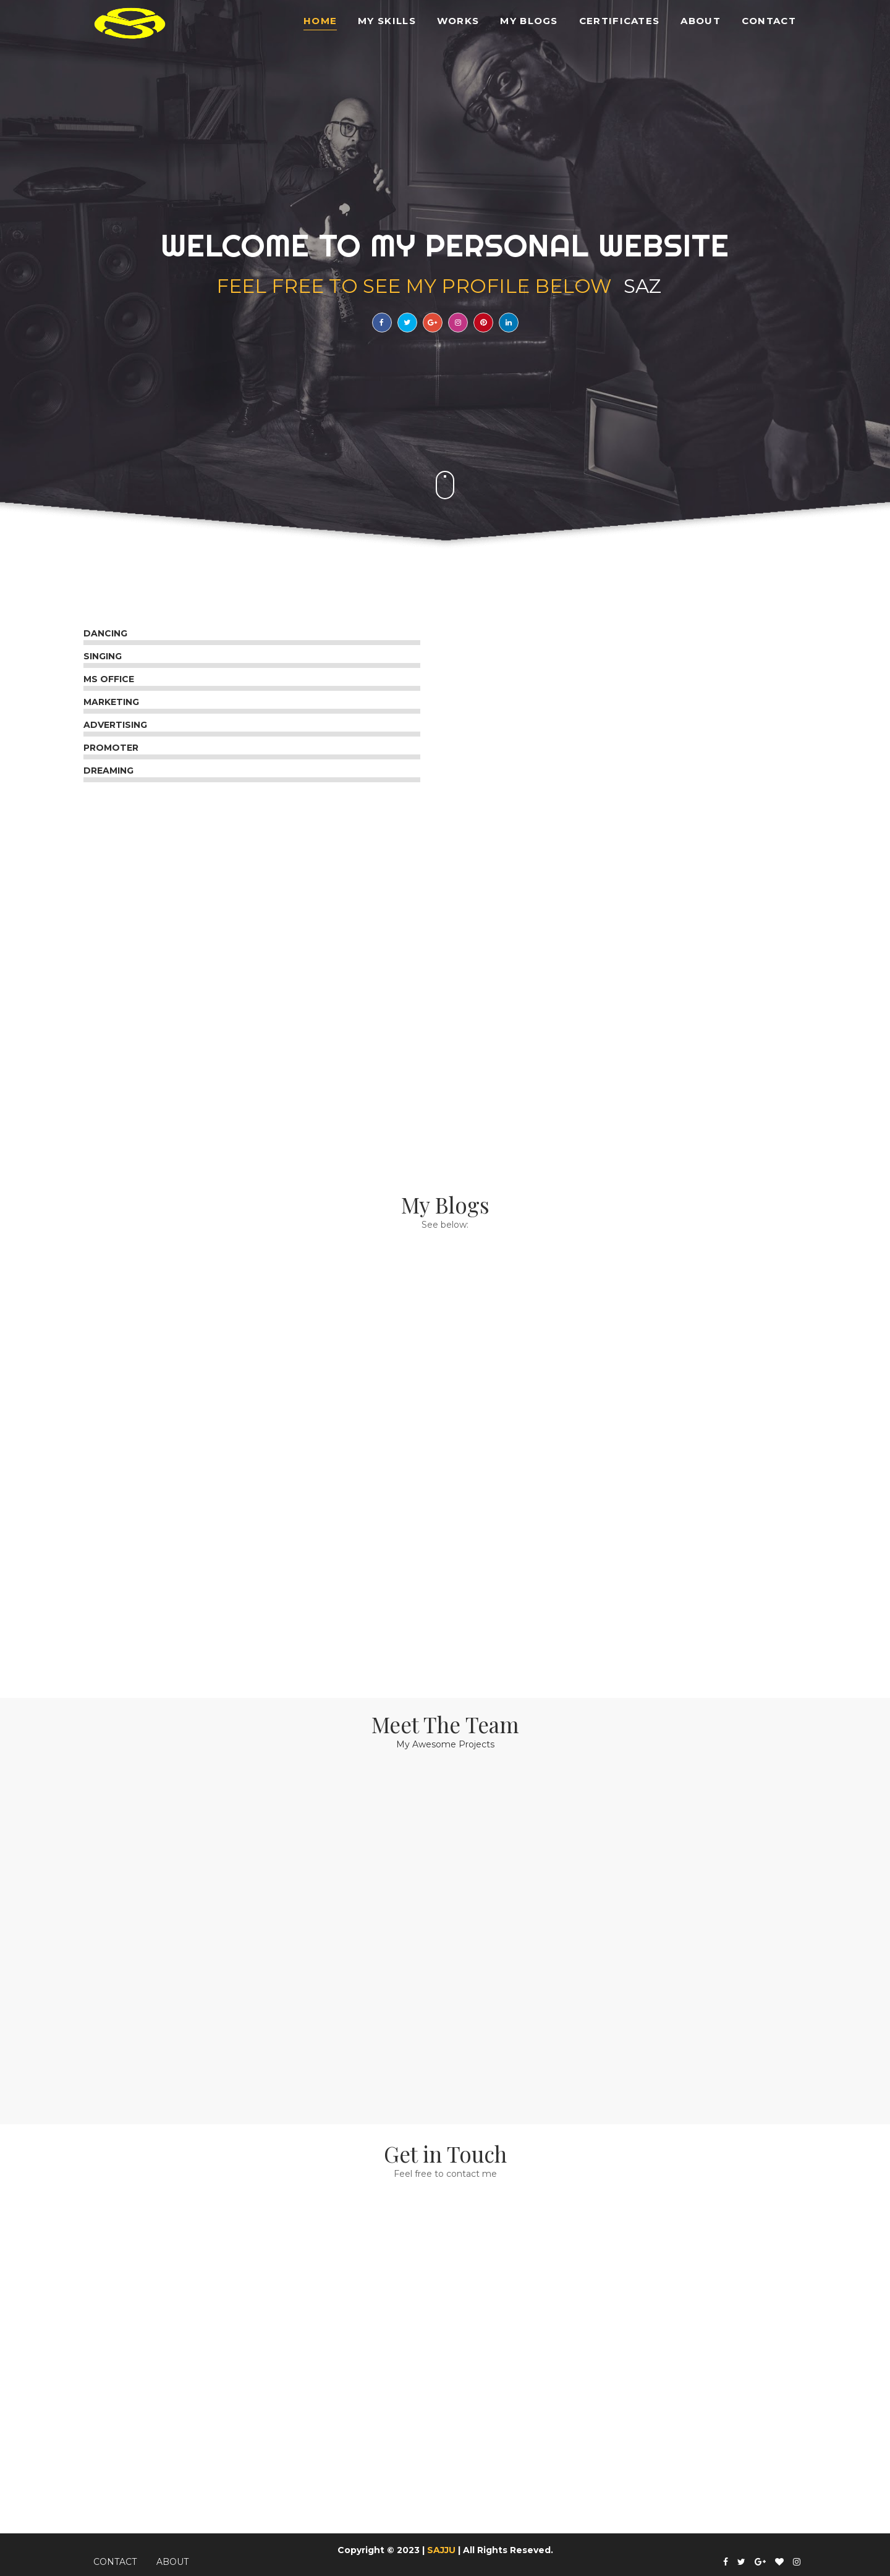 HOME MY SKILLS WORKS MY BLOGS CERTIFICATES ABOUT CONTACT
WELCOME TO MY PERSONAL WEBSITE
FEEL FREE TO SEE MY PROFILE BELOW SAZ
DANCING
SINGING
MS OFFICE
MARKETING
ADVERTISING
PROMOTER
DREAMING
My Blogs
See below:
Meet The Team
My Awesome Projects
Get in Touch
Feel free to contact me
Copyright © 2023 | SAJJU | All Rights Reseved.
CONTACT ABOUT